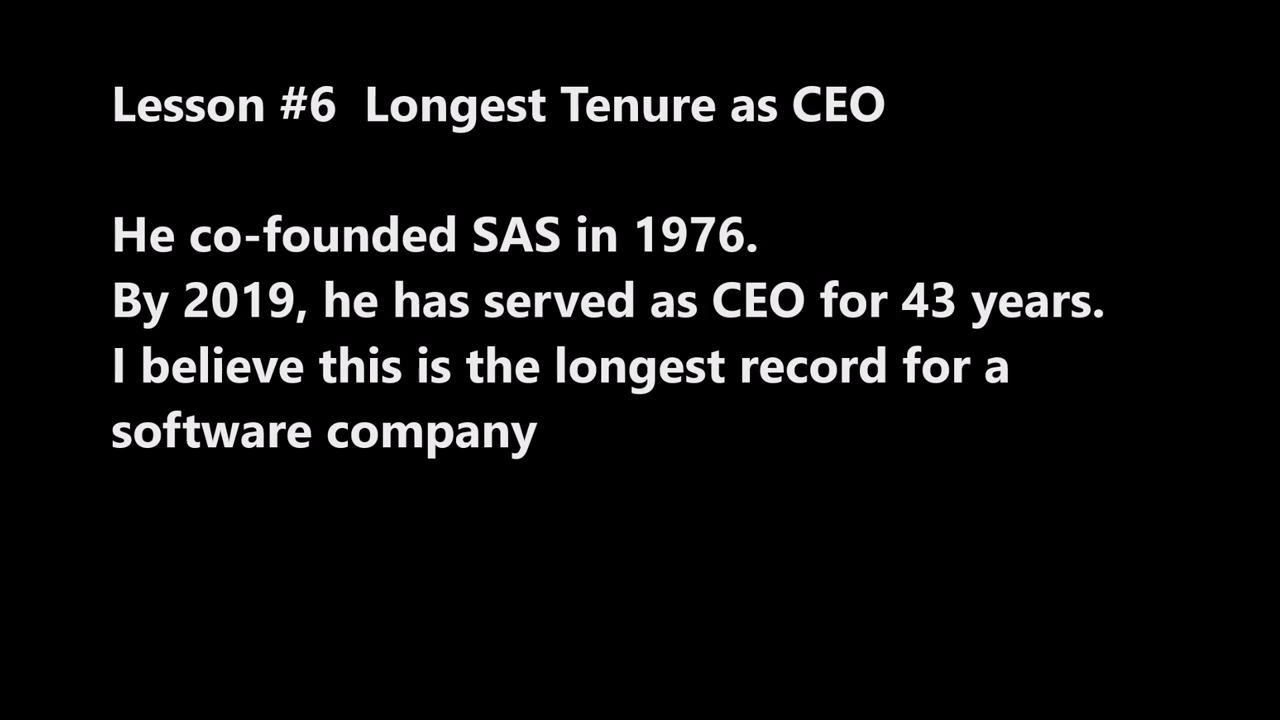 Lesson #6  Longest Tenure as CEO
He co-founded SAS in 1976.
By 2019, he has served as CEO for 43 years.
I believe this is the longest record for a
software company